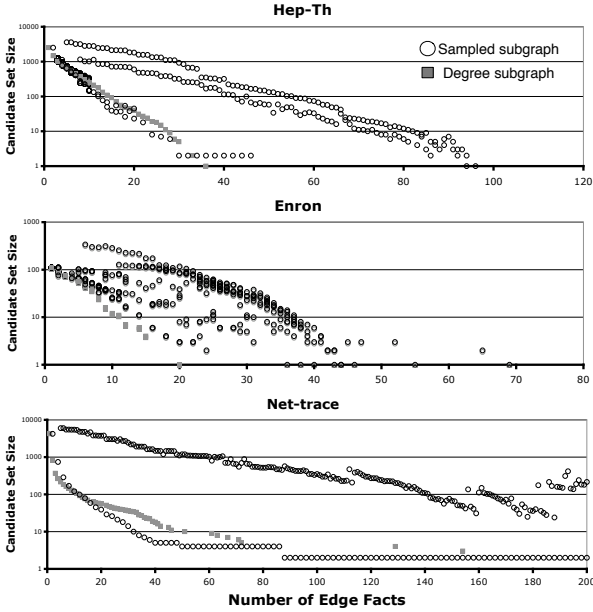 Hep-Th
Candidate Set Size
10000
1000
100
10
1
0 20 40 60 80 100 120
Sampled subgraph
Degree subgraph
Enron
Candidate Set Size
1000
100
10
1
0 10 20 30 40 50 60 70 80
Net-trace
Candidate Set Size
10000
1000
100
10
1
0 20 40 60 80 100 120 140 160 180 200
Number of Edge Facts